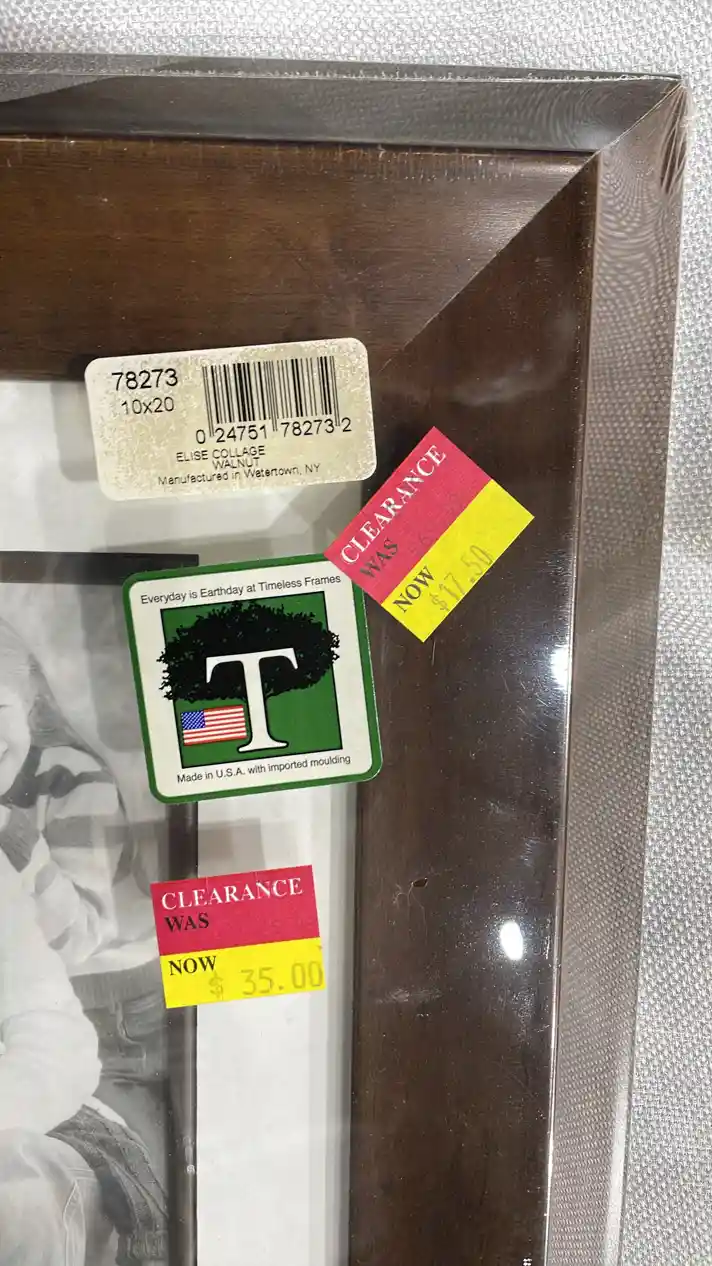 78273
10x20
0 24751 78273 2
ELISE COLLAGE
WALNUT
Manufactured in Watertown, NY
CLEARANCE
WAS
NOW
$17.50
Everyday is Earthday at Timeless Frames
T
Made in U.S.A. with imported moulding
CLEARANCE
WAS
NOW
$ 35.00